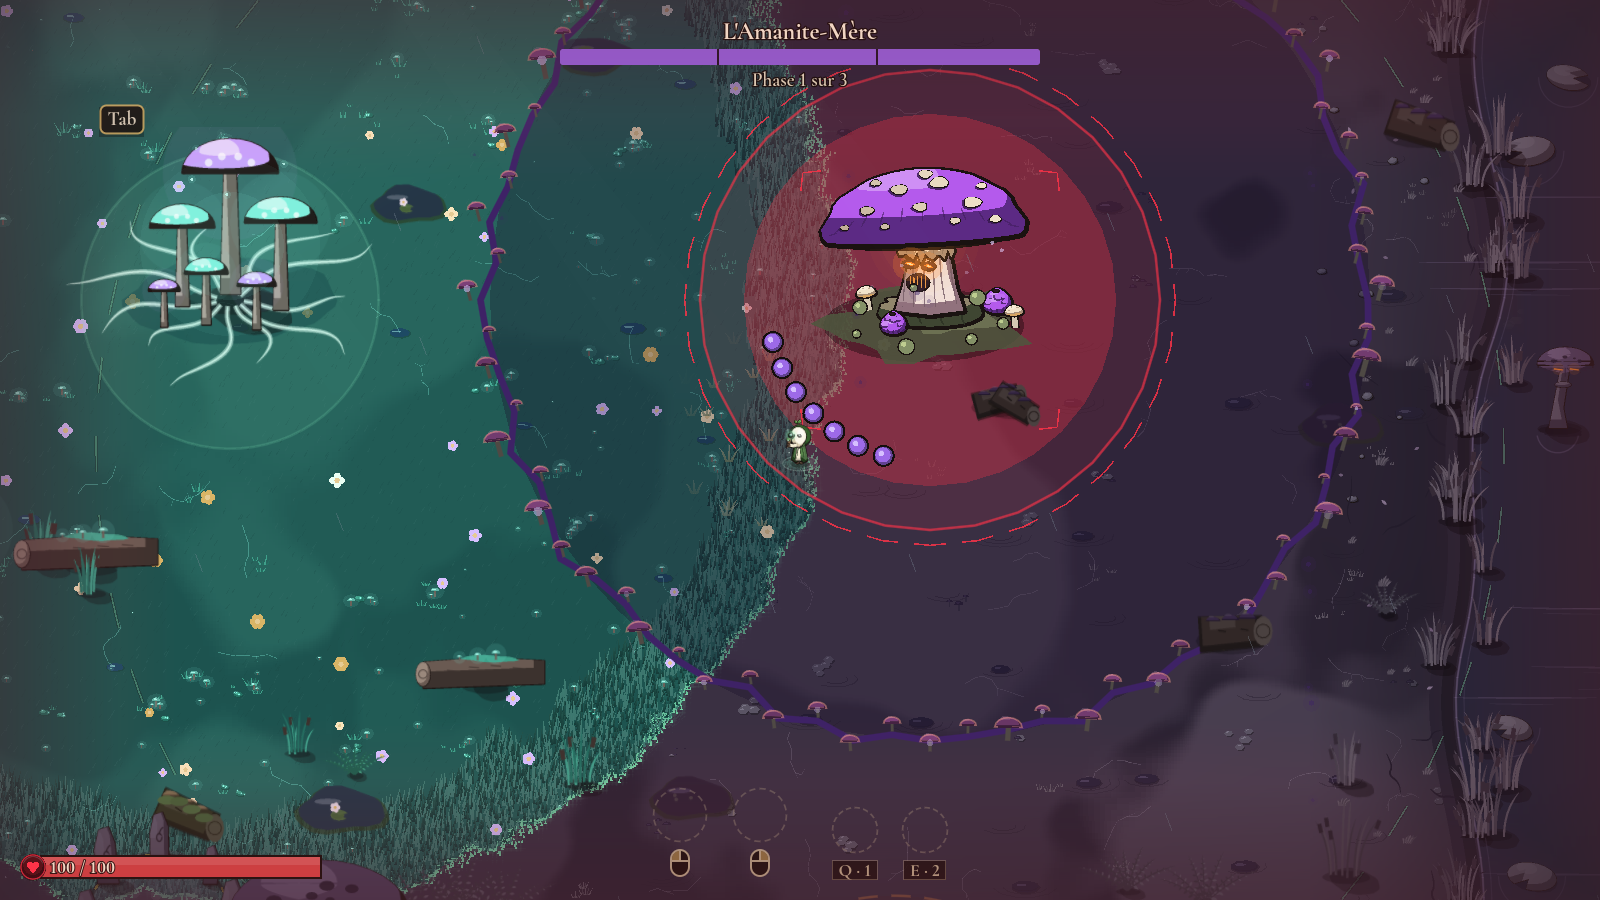 L'Amanite-Mère
Phase 1 sur 3
Tab
100 / 100
Q · 1
E · 2